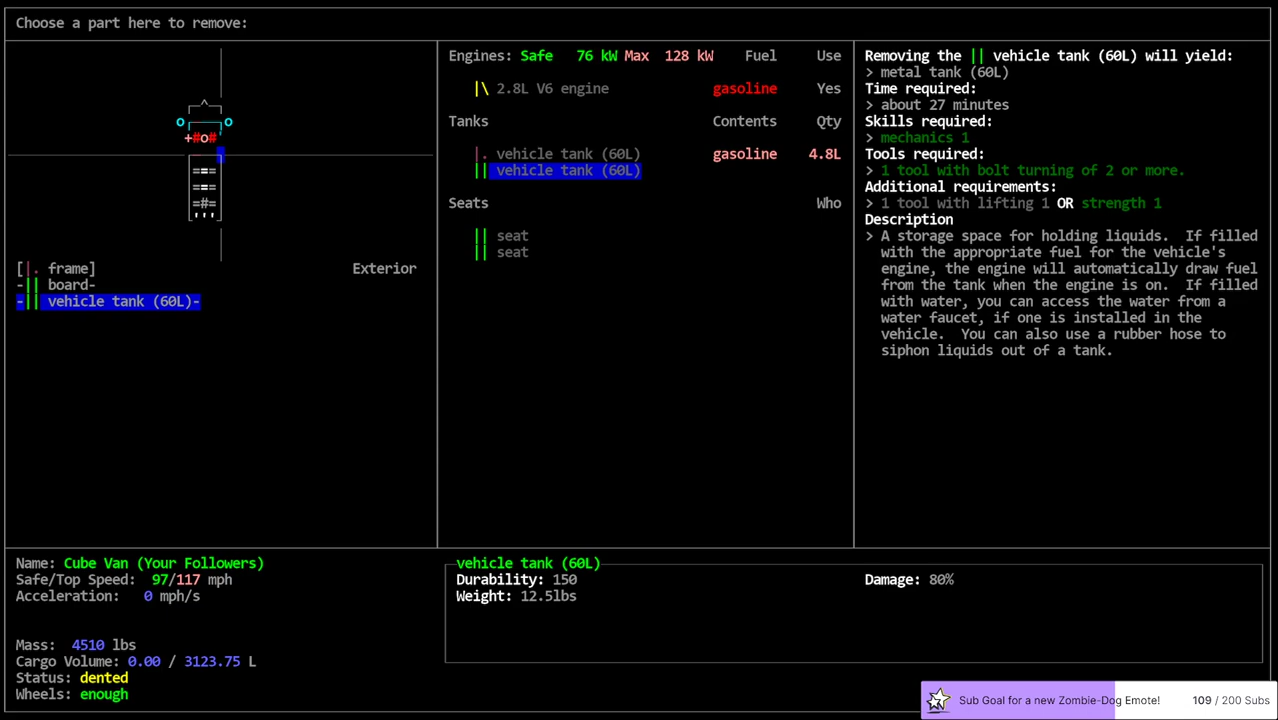 Choose a part here to remove:
Engines: Safe 76 kW Max 128 kW Fuel Use
|\ 2.8L V6 engine gasoline Yes
Tanks Contents Qty
|. vehicle tank (60L) gasoline 4.8L
|| vehicle tank (60L)
Seats Who
|| seat
|| seat
Removing the || vehicle tank (60L) will yield:
> metal tank (60L)
Time required:
> about 27 minutes
Skills required:
> mechanics 1
Tools required:
> 1 tool with bolt turning of 2 or more.
Additional requirements:
> 1 tool with lifting 1 OR strength 1
Description
> A storage space for holding liquids. If filled
with the appropriate fuel for the vehicle's
engine, the engine will automatically draw fuel
from the tank when the engine is on. If filled
with water, you can access the water from a
water faucet, if one is installed in the
vehicle. You can also use a rubber hose to
siphon liquids out of a tank.
o o
+#o#'
===
===
=#=
'''
[|. frame] Exterior
-|| board-
-|| vehicle tank (60L)-
Name: Cube Van (Your Followers)
Safe/Top Speed: 97/117 mph
Acceleration: 0 mph/s
Mass: 4510 lbs
Cargo Volume: 0.00 / 3123.75 L
Status: dented
Wheels: enough
vehicle tank (60L)
Durability: 150 Damage: 80%
Weight: 12.5lbs
Sub Goal for a new Zombie-Dog Emote! 109 / 200 Subs